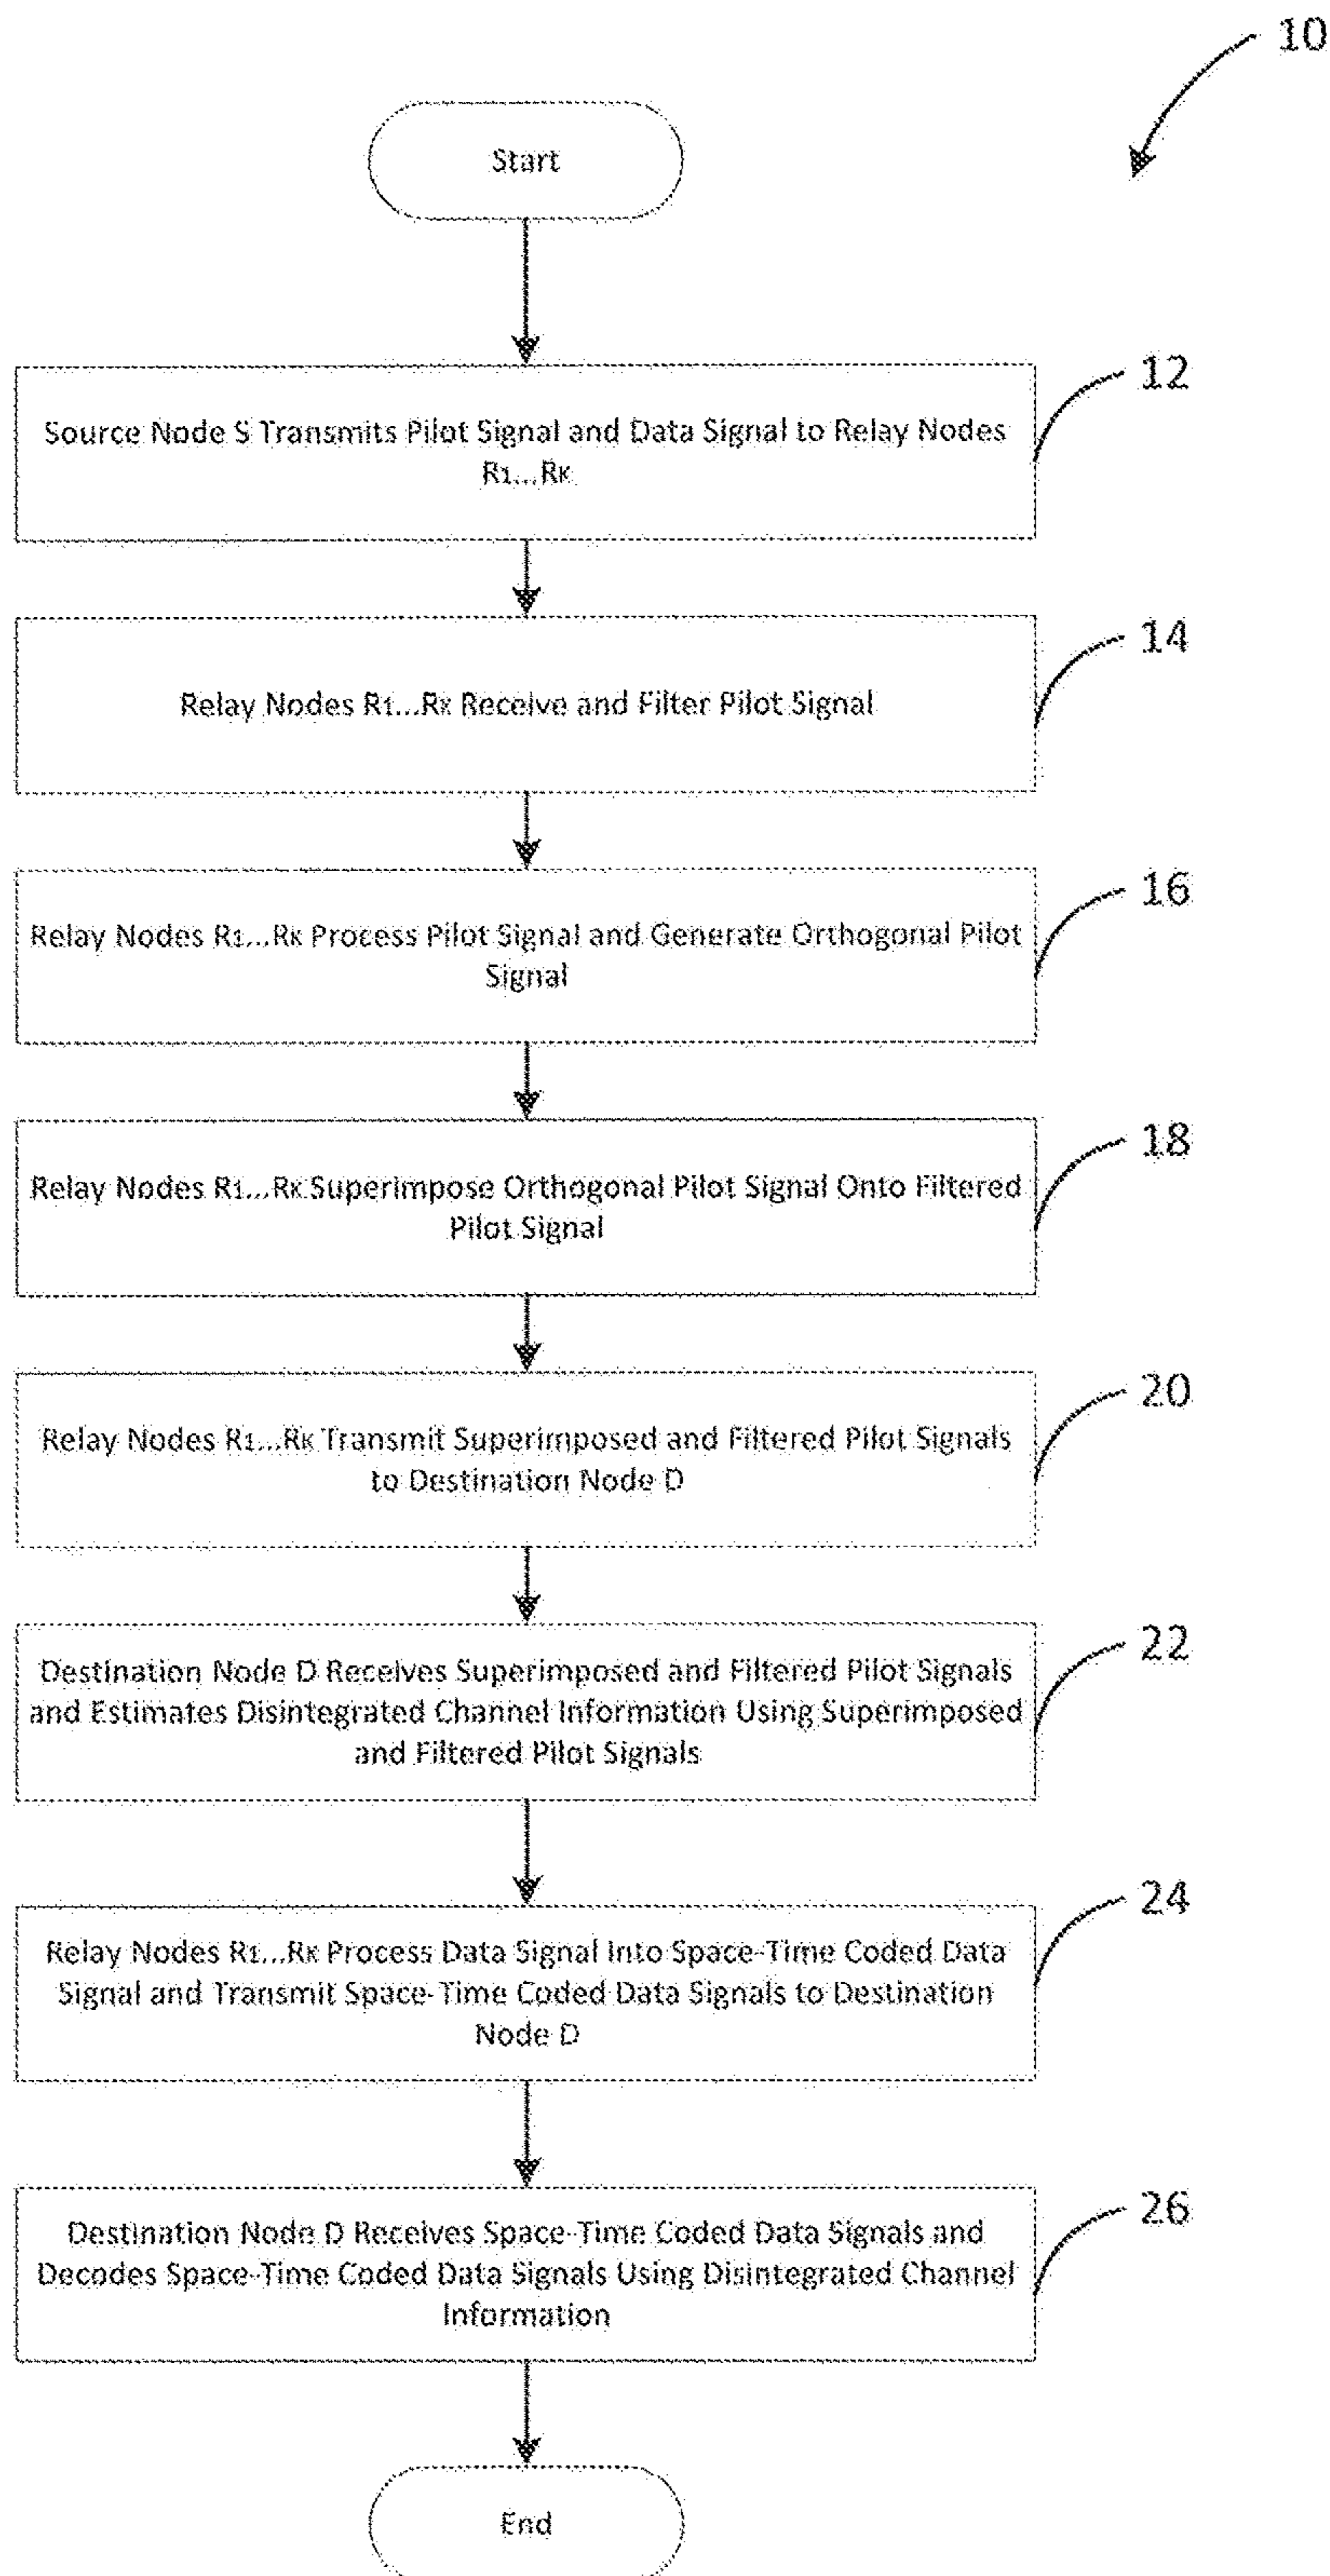 10
Start
12
Source Node S Transmits Pilot Signal and Data Signal to Relay Nodes
R1...RK
14
Relay Nodes R1...RK Receive and Filter Pilot Signal
16
Relay Nodes R1...RK Process Pilot Signal and Generate Orthogonal Pilot
Signal
18
Relay Nodes R1...RK Superimpose Orthogonal Pilot Signal Onto Filtered
Pilot Signal
20
Relay Nodes R1...RK Transmit Superimposed and Filtered Pilot Signals
to Destination Node D
22
Destination Node D Receives Superimposed and Filtered Pilot Signals
and Estimates Disintegrated Channel Information Using Superimposed
and Filtered Pilot Signals
24
Relay Nodes R1...RK Process Data Signal Into Space-Time Coded Data
Signal and Transmit Space-Time Coded Data Signals to Destination
Node D
26
Destination Node D Receives Space-Time Coded Data Signals and
Decodes Space-Time Coded Data Signals Using Disintegrated Channel
Information
End